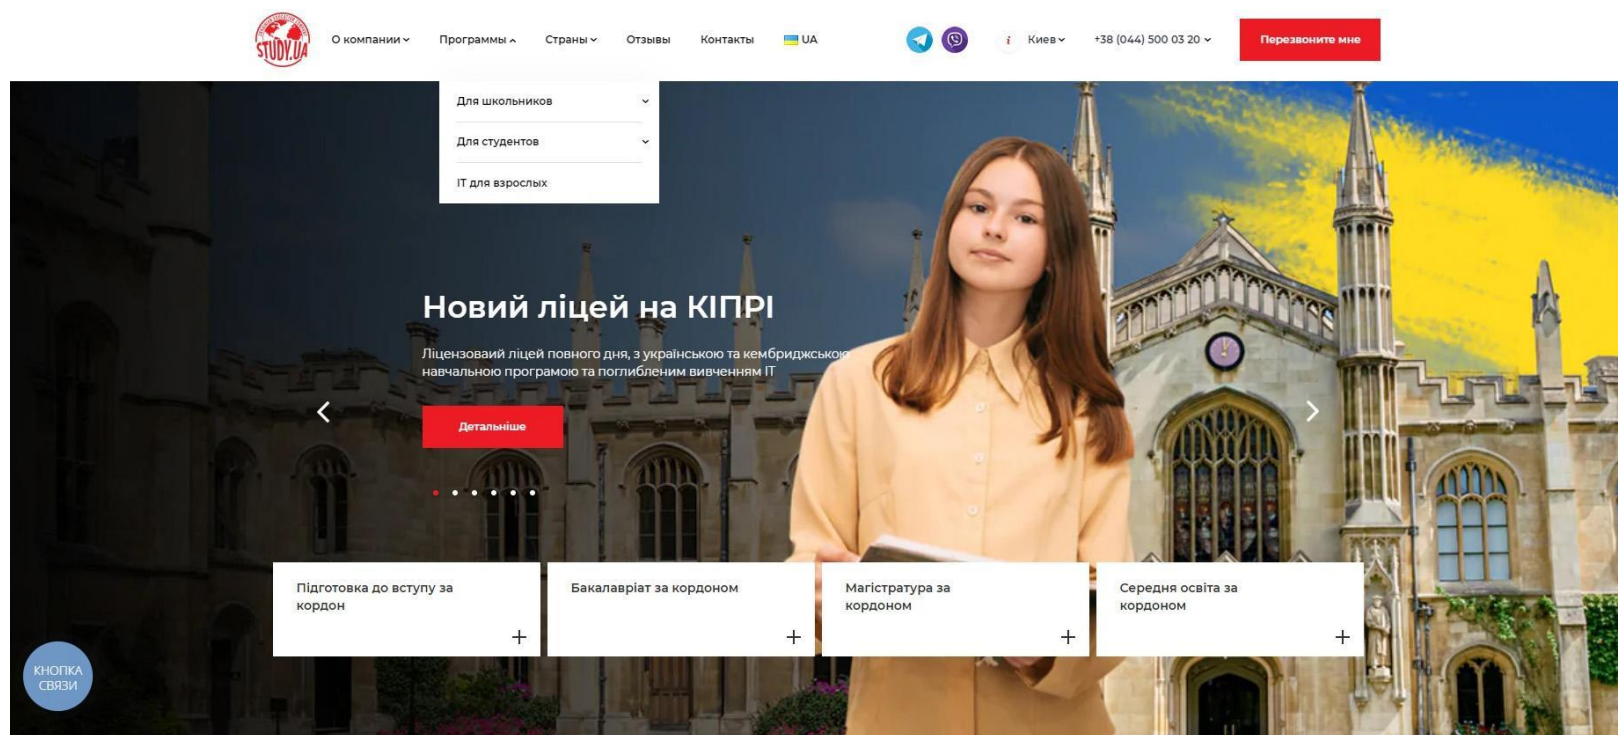 STUDY.UA
О компании
Программы
Страны
Отзывы
Контакты
UA
i
Киев
+38 (044) 500 03 20
Перезвоните мне
Для школьников
Для студентов
IT для взрослых
Новий ліцей на КІПРІ
Ліцензоваий ліцей повного дня, з українською та кембриджською
навчальною програмою та поглибленим вивченням ІТ
Детальніше
Підготовка до вступу за
кордон
Бакалавріат за кордоном
Магістратура за
кордоном
Середня освіта за
кордоном
КНОПКА
СВЯЗИ